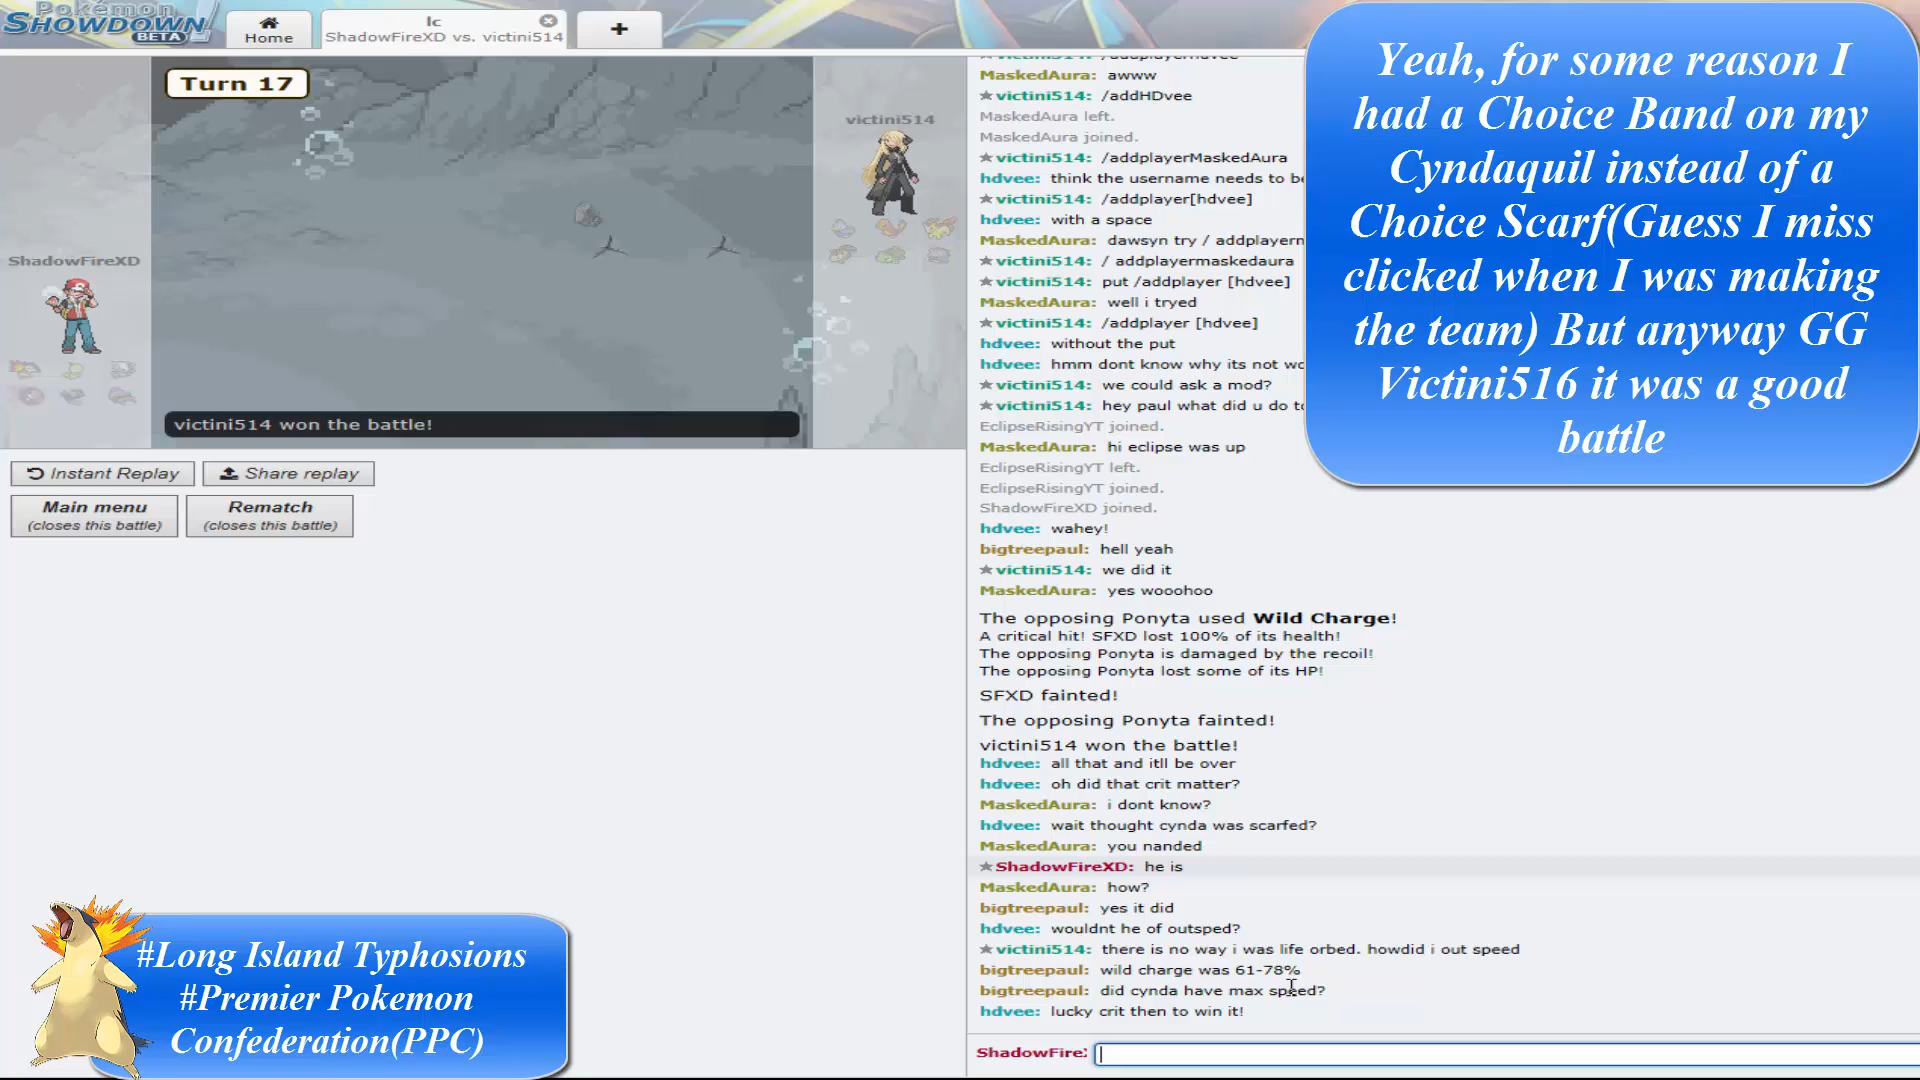 Pokémon
SHOWDOWN
BETA
Home
lc
ShadowFireXD vs. victini514
+
Turn 17
victini514
ShadowFireXD
victini514 won the battle!
Instant Replay
Share replay
Main menu
(closes this battle)
Rematch
(closes this battle)
MaskedAura: awww
★victini514: /addHDvee
MaskedAura left.
MaskedAura joined.
★victini514: /addplayerMaskedAura
hdvee: think the username needs to be
★victini514: /addplayer[hdvee]
hdvee: with a space
MaskedAura: dawsyn try / addplayern
★victini514: / addplayermaskedaura
★victini514: put /addplayer [hdvee]
MaskedAura: well i tryed
★victini514: /addplayer [hdvee]
hdvee: without the put
hdvee: hmm dont know why its not wo
★victini514: we could ask a mod?
★victini514: hey paul what did u do to
EclipseRisingYT joined.
MaskedAura: hi eclipse was up
EclipseRisingYT left.
EclipseRisingYT joined.
ShadowFireXD joined.
hdvee: wahey!
bigtreepaul: hell yeah
★victini514: we did it
MaskedAura: yes wooohoo
The opposing Ponyta used Wild Charge!
A critical hit! SFXD lost 100% of its health!
The opposing Ponyta is damaged by the recoil!
The opposing Ponyta lost some of its HP!
SFXD fainted!
The opposing Ponyta fainted!
victini514 won the battle!
hdvee: all that and itll be over
hdvee: oh did that crit matter?
MaskedAura: i dont know?
hdvee: wait thought cynda was scarfed?
MaskedAura: you nanded
★ShadowFireXD: he is
MaskedAura: how?
bigtreepaul: yes it did
hdvee: wouldnt he of outsped?
★victini514: there is no way i was life orbed. howdid i out speed
bigtreepaul: wild charge was 61-78%
bigtreepaul: did cynda have max speed?
hdvee: lucky crit then to win it!
ShadowFire:
Yeah, for some reason I
had a Choice Band on my
Cyndaquil instead of a
Choice Scarf(Guess I miss
clicked when I was making
the team) But anyway GG
Victini516 it was a good
battle
#Long Island Typhosions
#Premier Pokemon
Confederation(PPC)